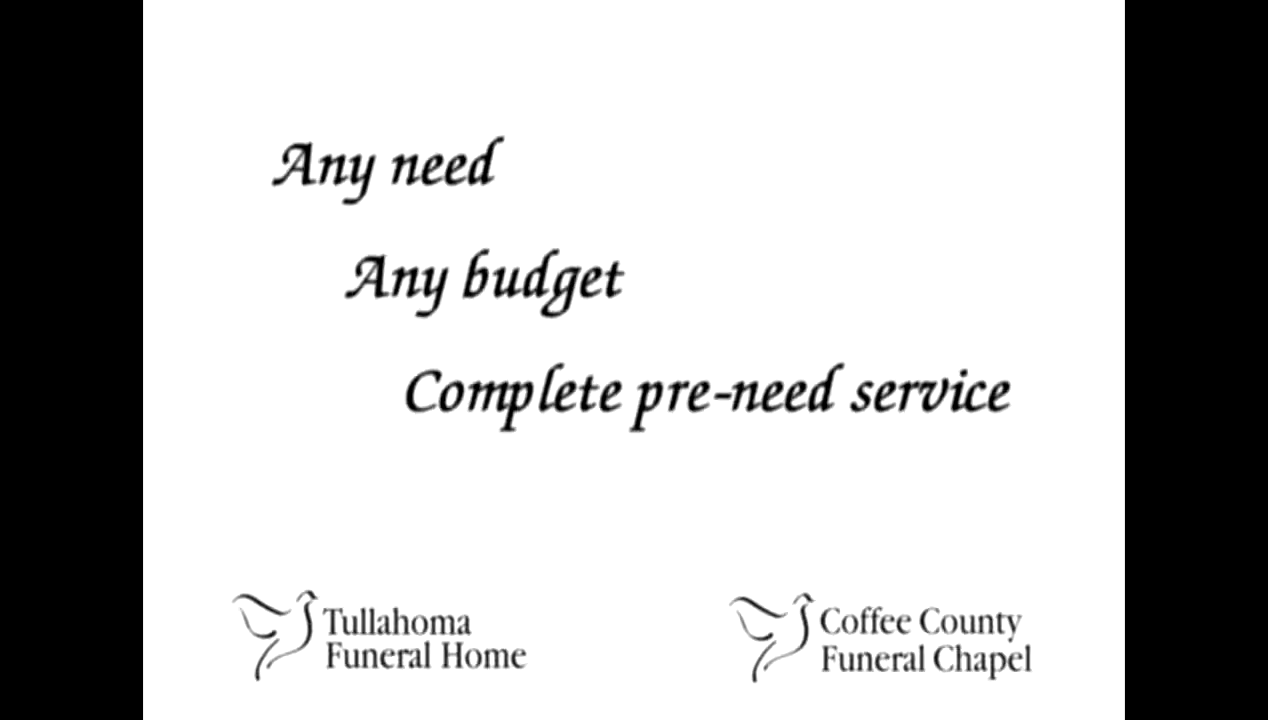 Any need
Any budget
Complete pre-need service
Tullahoma
Funeral Home
Coffee County
Funeral Chapel